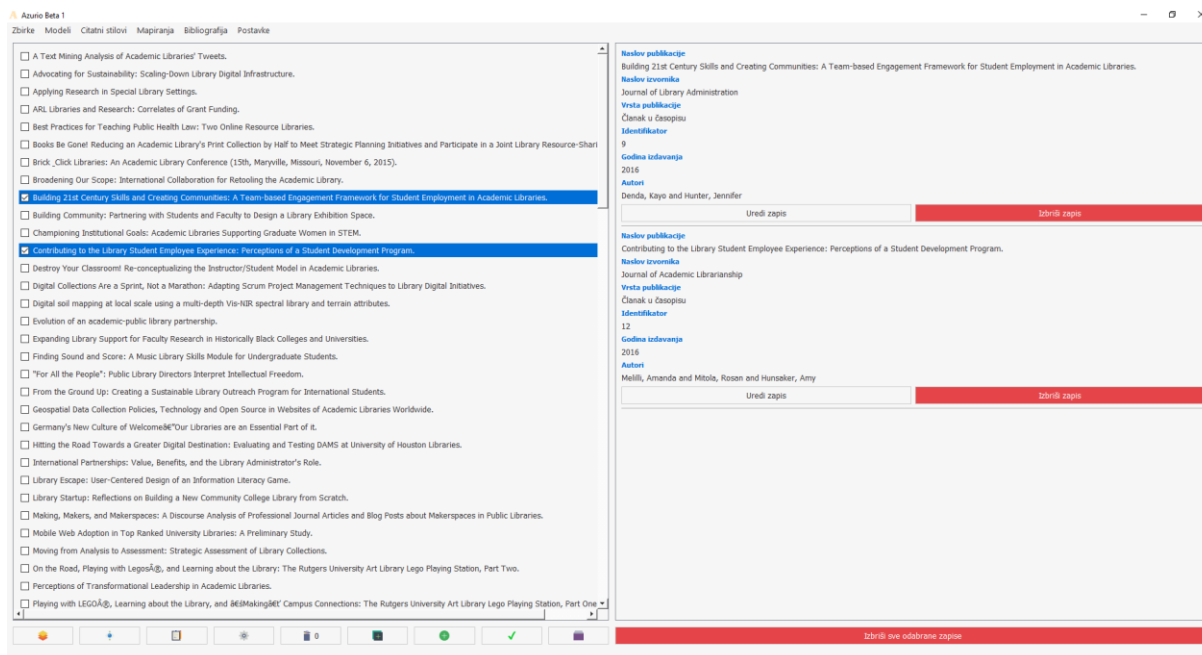 Azurio Beta 1
Zbirke Modeli Citatni stilovi Mapiranja Bibliografija Postavke
A Text Mining Analysis of Academic Libraries' Tweets.
Advocating for Sustainability: Scaling-Down Library Digital Infrastructure.
Applying Research in Special Library Settings.
ARL Libraries and Research: Correlates of Grant Funding.
Best Practices for Teaching Public Health Law: Two Online Resource Libraries.
Books Be Gone! Reducing an Academic Library's Print Collection by Half to Meet Strategic Planning Initiatives and Participate in a Joint Library Resource-Shari
Brick_Click Libraries: An Academic Library Conference (15th, Maryville, Missouri, November 6, 2015).
Broadening Our Scope: International Collaboration for Retooling the Academic Library.
Building 21st Century Skills and Creating Communities: A Team-based Engagement Framework for Student Employment in Academic Libraries.
Building Community: Partnering with Students and Faculty to Design a Library Exhibition Space.
Championing Institutional Goals: Academic Libraries Supporting Graduate Women in STEM.
Contributing to the Library Student Employee Experience: Perceptions of a Student Development Program.
Destroy Your Classroom! Re-conceptualizing the Instructor/Student Model in Academic Libraries.
Digital Collections Are a Sprint, Not a Marathon: Adapting Scrum Project Management Techniques to Library Digital Initiatives.
Digital soil mapping at local scale using a multi-depth Vis-NIR spectral library and terrain attributes.
Evolution of an academic-public library partnership.
Expanding Library Support for Faculty Research in Historically Black Colleges and Universities.
Finding Sound and Score: A Music Library Skills Module for Undergraduate Students.
"For All the People": Public Library Directors Interpret Intellectual Freedom.
From the Ground Up: Creating a Sustainable Library Outreach Program for International Students.
Geospatial Data Collection Policies, Technology and Open Source in Websites of Academic Libraries Worldwide.
Germany's New Culture of Welcomeâ€"Our Libraries are an Essential Part of it.
Hitting the Road Towards a Greater Digital Destination: Evaluating and Testing DAMS at University of Houston Libraries.
International Partnerships: Value, Benefits, and the Library Administrator's Role.
Library Escape: User-Centered Design of an Information Literacy Game.
Library Startup: Reflections on Building a New Community College Library from Scratch.
Making, Makers, and Makerspaces: A Discourse Analysis of Professional Journal Articles and Blog Posts about Makerspaces in Public Libraries.
Mobile Web Adoption in Top Ranked University Libraries: A Preliminary Study.
Moving from Analysis to Assessment: Strategic Assessment of Library Collections.
On the Road, Playing with LegosÂ®, and Learning about the Library: The Rutgers University Art Library Lego Playing Station, Part Two.
Perceptions of Transformational Leadership in Academic Libraries.
Playing with LEGOÂ®, Learning about the Library, and â€śMakingâ€ť Campus Connections: The Rutgers University Art Library Lego Playing Station, Part One
0
Naslov publikacije
Building 21st Century Skills and Creating Communities: A Team-based Engagement Framework for Student Employment in Academic Libraries.
Naslov izvornika
Journal of Library Administration
Vrsta publikacije
Članak u časopisu
Identifikator
9
Godina izdavanja
2016
Autori
Denda, Kayo and Hunter, Jennifer
Uredi zapis Izbriši zapis
Naslov publikacije
Contributing to the Library Student Employee Experience: Perceptions of a Student Development Program.
Naslov izvornika
Journal of Academic Librarianship
Vrsta publikacije
Članak u časopisu
Identifikator
12
Godina izdavanja
2016
Autori
Melilli, Amanda and Mitola, Rosan and Hunsaker, Amy
Uredi zapis Izbriši zapis
Izbriši sve odabrane zapise